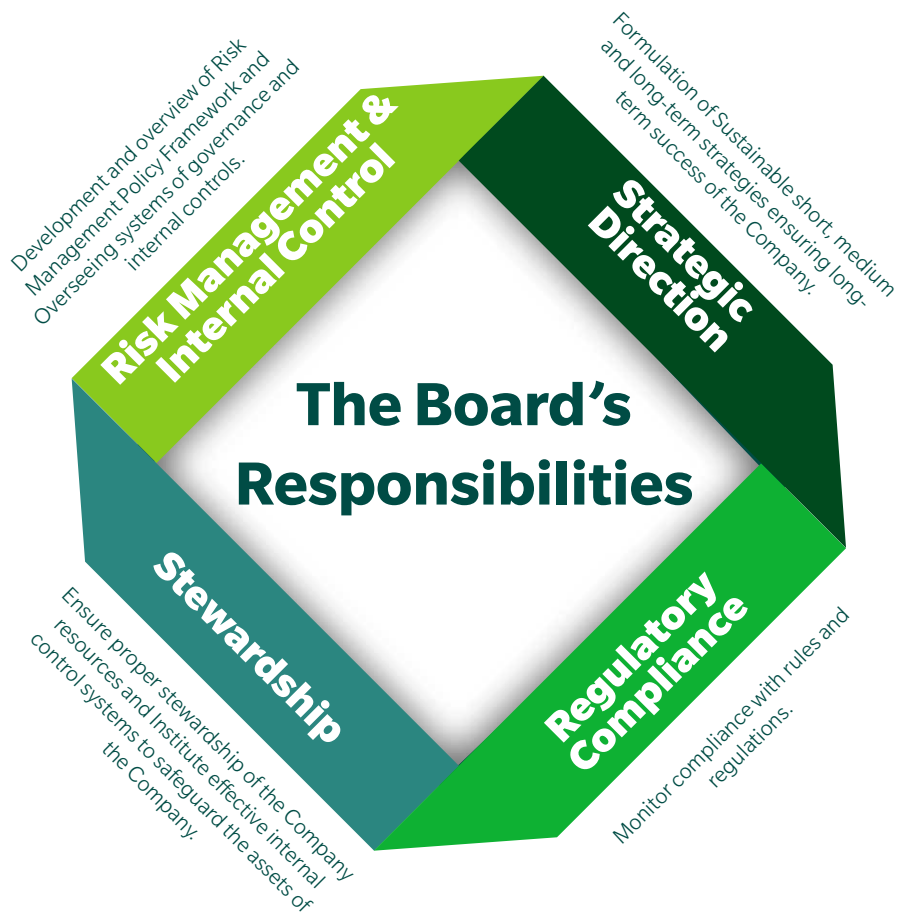 The Board's
Responsibilities
Risk Management &
Internal Control
Development and overview of Risk
Management Policy Framework and
Overseeing systems of governance and
internal controls.
Strategic
Direction
Formulation of Sustainable short, medium
and long-term strategies ensuring long-
term success of the Company.
Stewardship
Ensure proper stewardship of the Company
resources and Institute effective internal
control systems to safeguard the assets of
the Company.
Regulatory
Compliance
Monitor compliance with rules and
regulations.